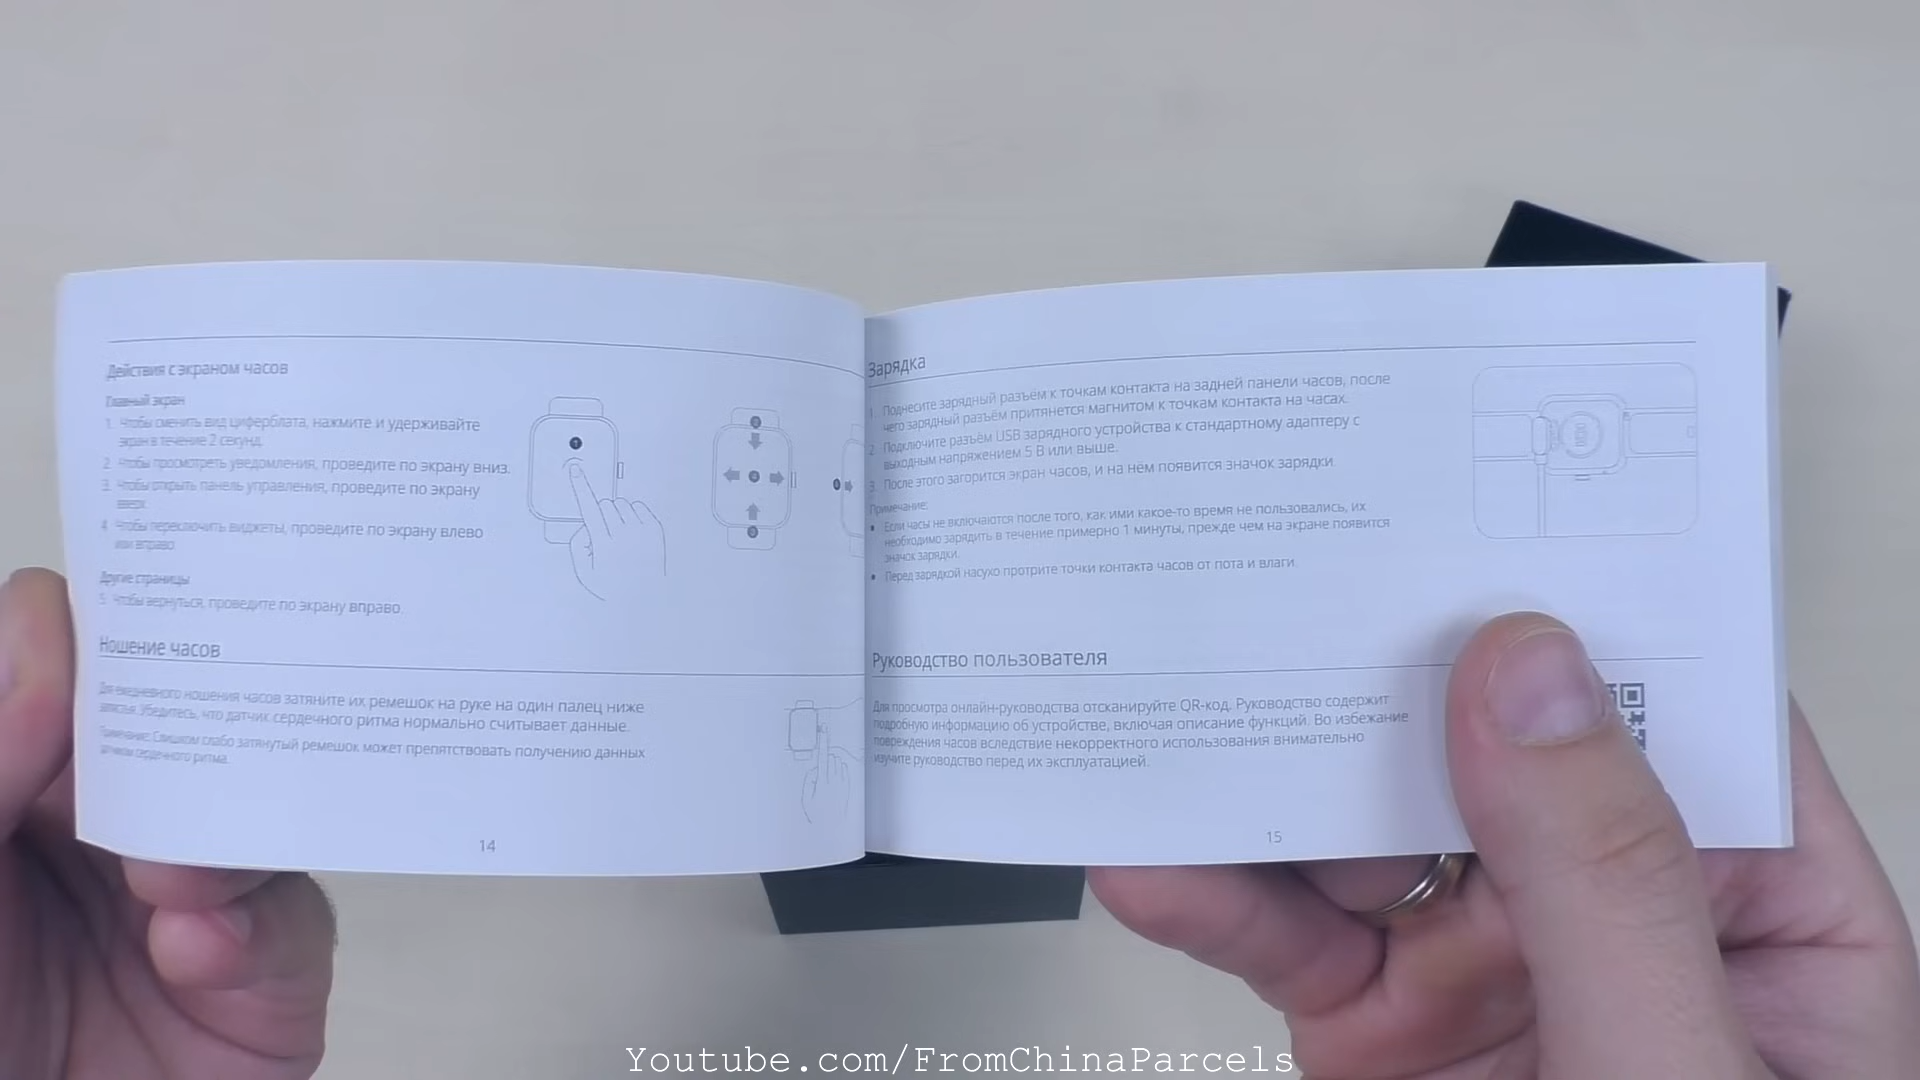 Действия с экраном часов
Главный экран
1. Чтобы сменить вид циферблата, нажмите и удерживайте
экран в течение 2 секунд.
2. Чтобы просмотреть уведомления, проведите по экрану вниз.
3. Чтобы открыть панель управления, проведите по экрану
вверх.
4. Чтобы переключить виджеты, проведите по экрану влево
или вправо.
Другие страницы
5. Чтобы вернуться, проведите по экрану вправо.
Ношение часов
Для ежедневного ношения часов затяните их ремешок на руке на один палец ниже
запястья. Убедитесь, что датчик сердечного ритма нормально считывает данные.
Примечание: Слишком слабо затянутый ремешок может препятствовать получению данных
датчиком сердечного ритма.
14
Зарядка
1. Поднесите зарядный разъём к точкам контакта на задней панели часов, после
чего зарядный разъём притянется магнитом к точкам контакта на часах.
2. Подключите разъём USB зарядного устройства к стандартному адаптеру с
выходным напряжением 5 В или выше.
3. После этого загорится экран часов, и на нём появится значок зарядки.
Примечание:
• Если часы не включаются после того, как ими какое-то время не пользовались, их
необходимо зарядить в течение примерно 1 минуты, прежде чем на экране появится
значок зарядки.
• Перед зарядкой насухо протрите точки контакта часов от пота и влаги.
Руководство пользователя
Для просмотра онлайн-руководства отсканируйте QR-код. Руководство содержит
подробную информацию об устройстве, включая описание функций. Во избежание
повреждения часов вследствие некорректного использования внимательно
изучите руководство перед их эксплуатацией.
15
Youtube.com/FromChinaParcels